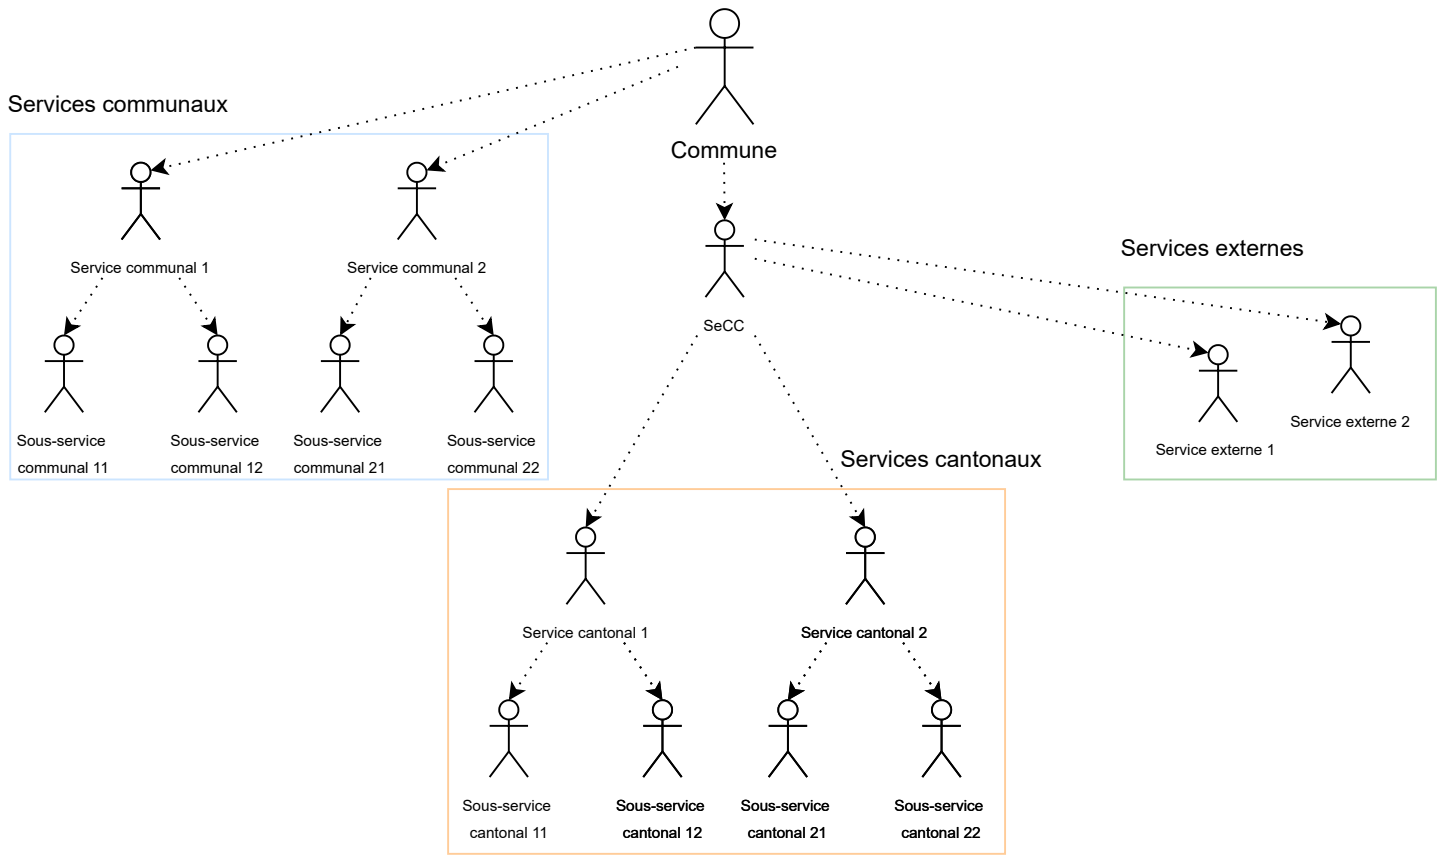 Services communaux
Commune
Service communal 1
Service communal 2
Services externes
SeCC
Service externe 2
Service externe 1
Sous-service
communal 11
Sous-service
communal 12
Sous-service
communal 21
Sous-service
communal 22
Services cantonaux
Service cantonal 1
Service cantonal 2
Sous-service
cantonal 11
Sous-service
cantonal 12
Sous-service
cantonal 21
Sous-service
cantonal 22